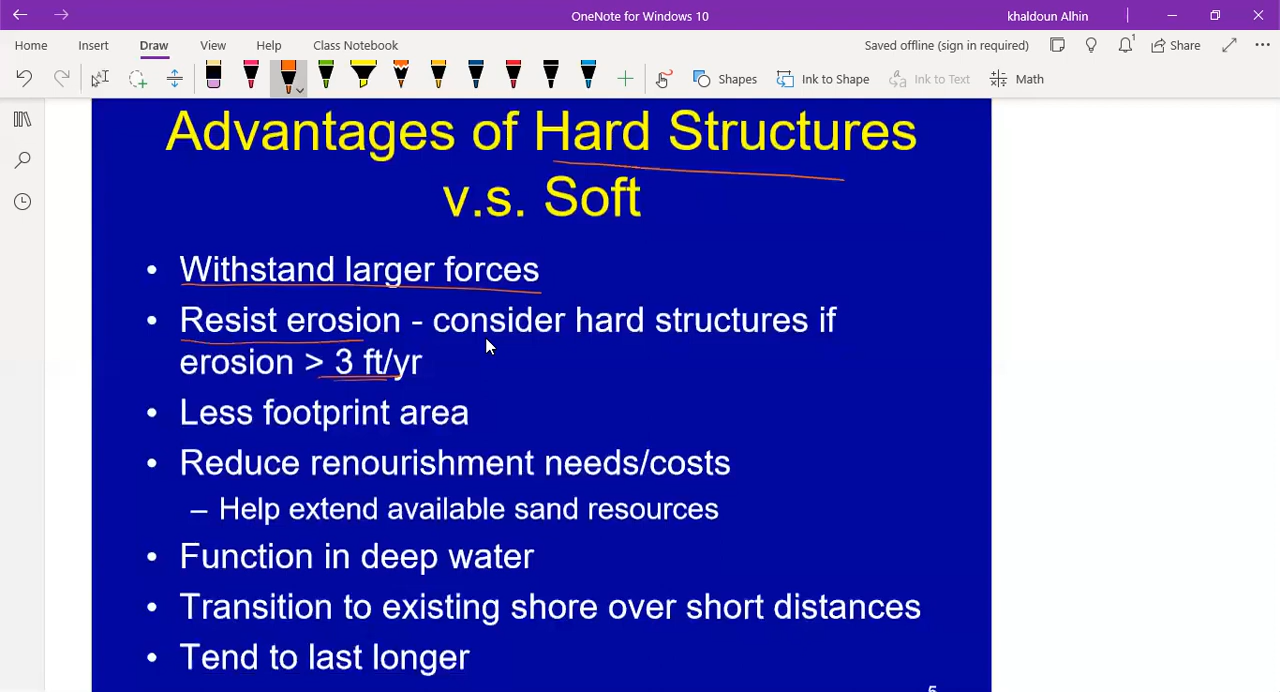 OneNote for Windows 10
khaldoun Alhin
Home Insert Draw View Help Class Notebook
Saved offline (sign in required)
1
Share
Shapes
Ink to Shape
Ink to Text
Math
Advantages of Hard Structures
v.s. Soft
• Withstand larger forces
• Resist erosion - consider hard structures if
erosion > 3 ft/yr
• Less footprint area
• Reduce renourishment needs/costs
– Help extend available sand resources
• Function in deep water
• Transition to existing shore over short distances
• Tend to last longer